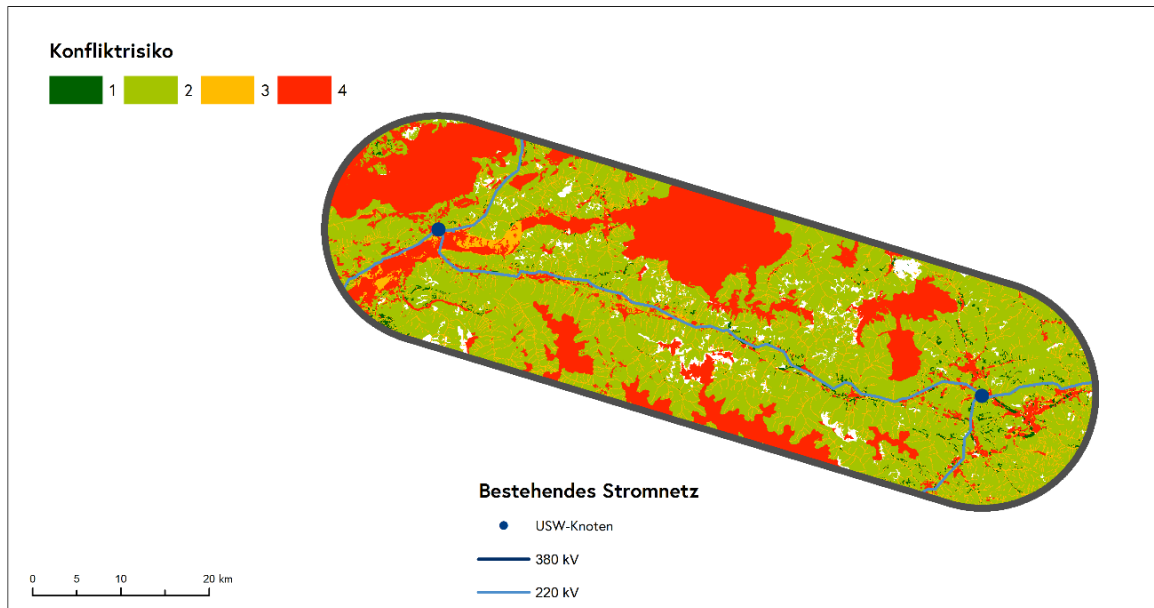 Konfliktrisiko
1 2 3 4
Bestehendes Stromnetz
USW-Knoten
380 kV
220 kV
0 5 10 20 km